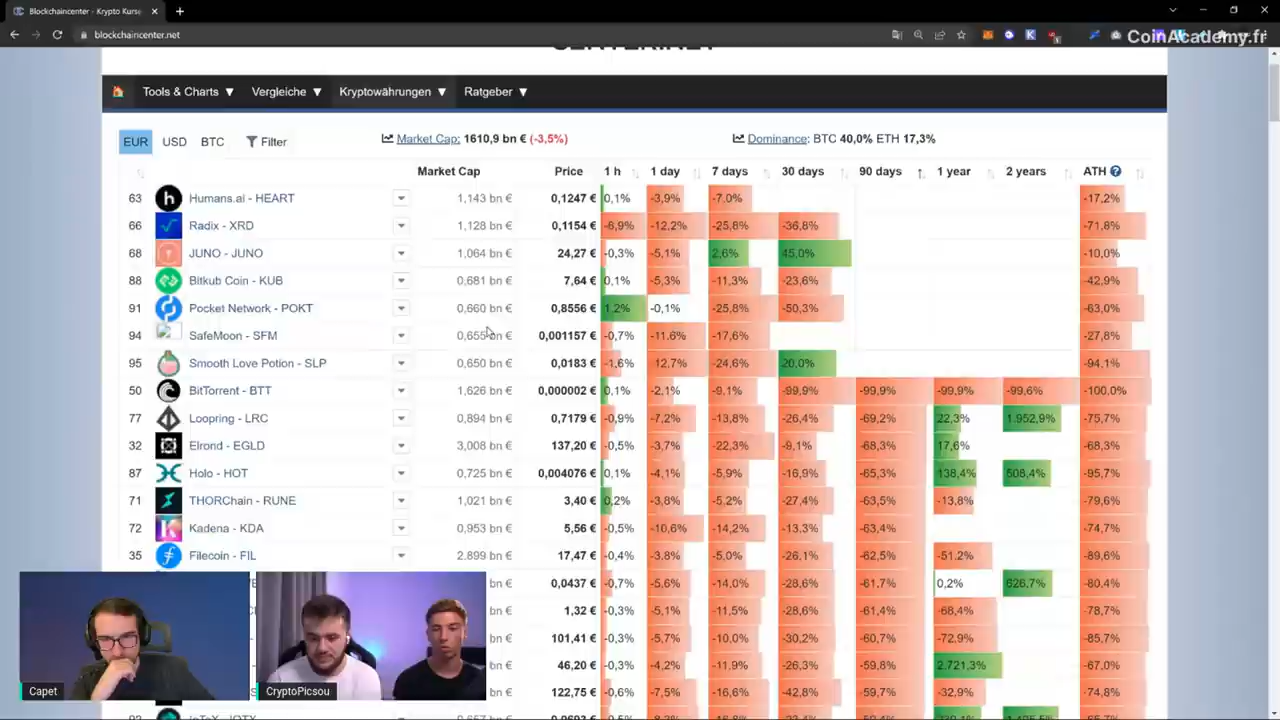 Blockchaincenter - Krypto Kurse
blockchaincenter.net
CoinAcademy.fr
Tools & Charts ▼ Vergleiche ▼ Kryptowährungen ▼ Ratgeber ▼
EUR USD BTC Filter Market Cap: 1610,9 bn € (-3,5%) Dominance: BTC 40,0% ETH 17,3%
Market Cap Price 1 h 1 day 7 days 30 days 90 days 1 year 2 years ATH
63 Humans.ai - HEART 1,143 bn € 0,1247 € 0,1% -3,9% -7.0% -17,2%
66 Radix - XRD 1,128 bn € 0,1154 € -6,9% -12,2% -25,8% -36,8% -71,8%
68 JUNO - JUNO 1,064 bn € 24,27 € -0,3% -5,1% 2,6% 45,0% -10,0%
88 Bitkub Coin - KUB 0,681 bn € 7,64 € 0,1% -5,3% -11,3% -23,6% -42,9%
91 Pocket Network - POKT 0,660 bn € 0,8556 € 1,2% -0,1% -25,8% -50,3% -63,0%
94 SafeMoon - SFM 0,655 bn € 0,001157 € -0,7% -11.6% -17,6% -27,8%
95 Smooth Love Potion - SLP 0,650 bn € 0,0183 € -1,6% -12,7% -24,6% 20,0% -94,1%
50 BitTorrent - BTT 1,626 bn € 0,000002 € 0,1% -2,1% -9,1% -99,9% -99,9% -99,9% -99,6% -100,0%
77 Loopring - LRC 0,894 bn € 0,7179 € -0,9% -7,2% -13,8% -26,4% -69,2% 22,3% 1.952,9% -75,7%
32 Elrond - EGLD 3,008 bn € 137,20 € -0,5% -3,7% -22,3% -9,1% -68,3% 17,6% -68,3%
87 Holo - HOT 0,725 bn € 0,004076 € 0,1% -4,1% -5,9% -16,9% -65,3% 138,4% 508,4% -95,7%
71 THORChain - RUNE 1,021 bn € 3,40 € 0,2% -3,8% -5.2% -27,4% -63,5% -13,8% -79,6%
72 Kadena - KDA 0,953 bn € 5,56 € -0,5% -16,6% -14,2% -13,3% -63,4% -74,7%
35 Filecoin - FIL 2.899 bn € 17,47 € -0,4% -3,8% -5,0% -26,1% -62,5% -51.2% -89,6%
bn € 0,0437 € -0,7% -5,6% -14,0% -28,6% -61,7% 0,2% 626,7% -80,4%
bn € 1,32 € -0,3% -5,1% -11,5% -28,6% -61,4% -68,4% -78,7%
bn € 101,41 € -0,3% -5,7% -10,0% -30,2% -60,7% -72,9% -85,7%
bn € 46,20 € -0,3% -4,2% -11,9% -26,3% -59,8% 2.721,3% -67,0%
bn € 122,75 € -0,6% -7,5% -16,6% -42,8% -59,7% -32,9% -74,8%
Capet
CryptoPicsou